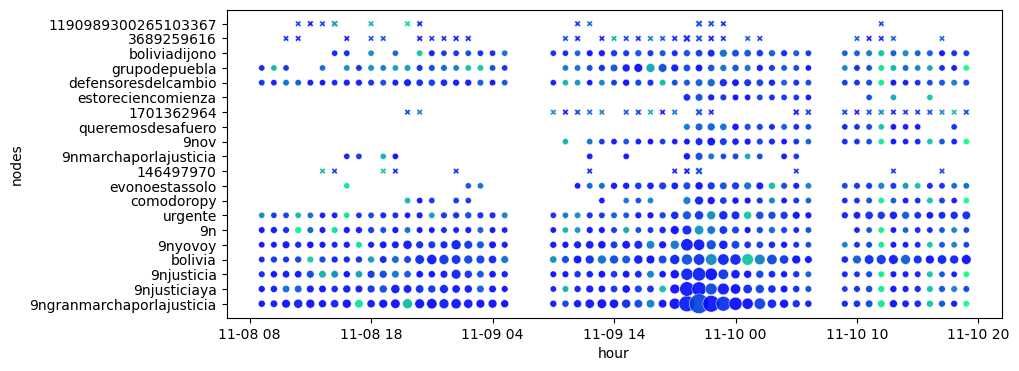 1190989300265103367
3689259616
boliviadijono
grupodepuebla
defensoresdelcambio
estoreciencomienza
1701362964
queremosdesafuero
9nov
9nmarchaporlajusticia
146497970
evonoestassolo
comodoropy
urgente
9n
9nyovoy
bolivia
9njusticia
9njusticiaya
9ngranmarchaporlajusticia
nodes
11-08 08 11-08 18 11-09 04 11-09 14 11-10 00 11-10 10 11-10 20
hour